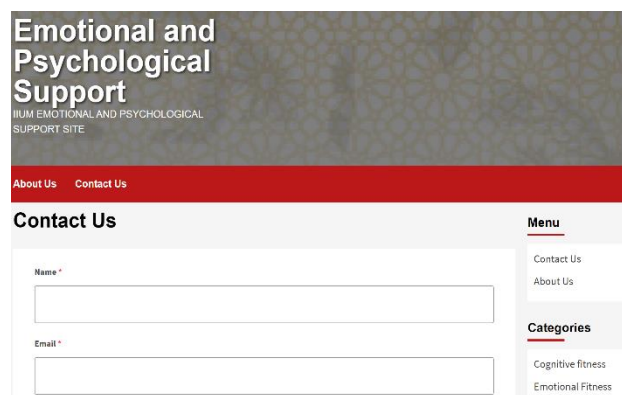 Emotional and
Psychological
Support
IIUM EMOTIONAL AND PSYCHOLOGICAL
SUPPORT SITE
About Us
Contact Us
Contact Us
Name *
Email *
Menu
Contact Us
About Us
Categories
Cognitive fitness
Emotional Fitness